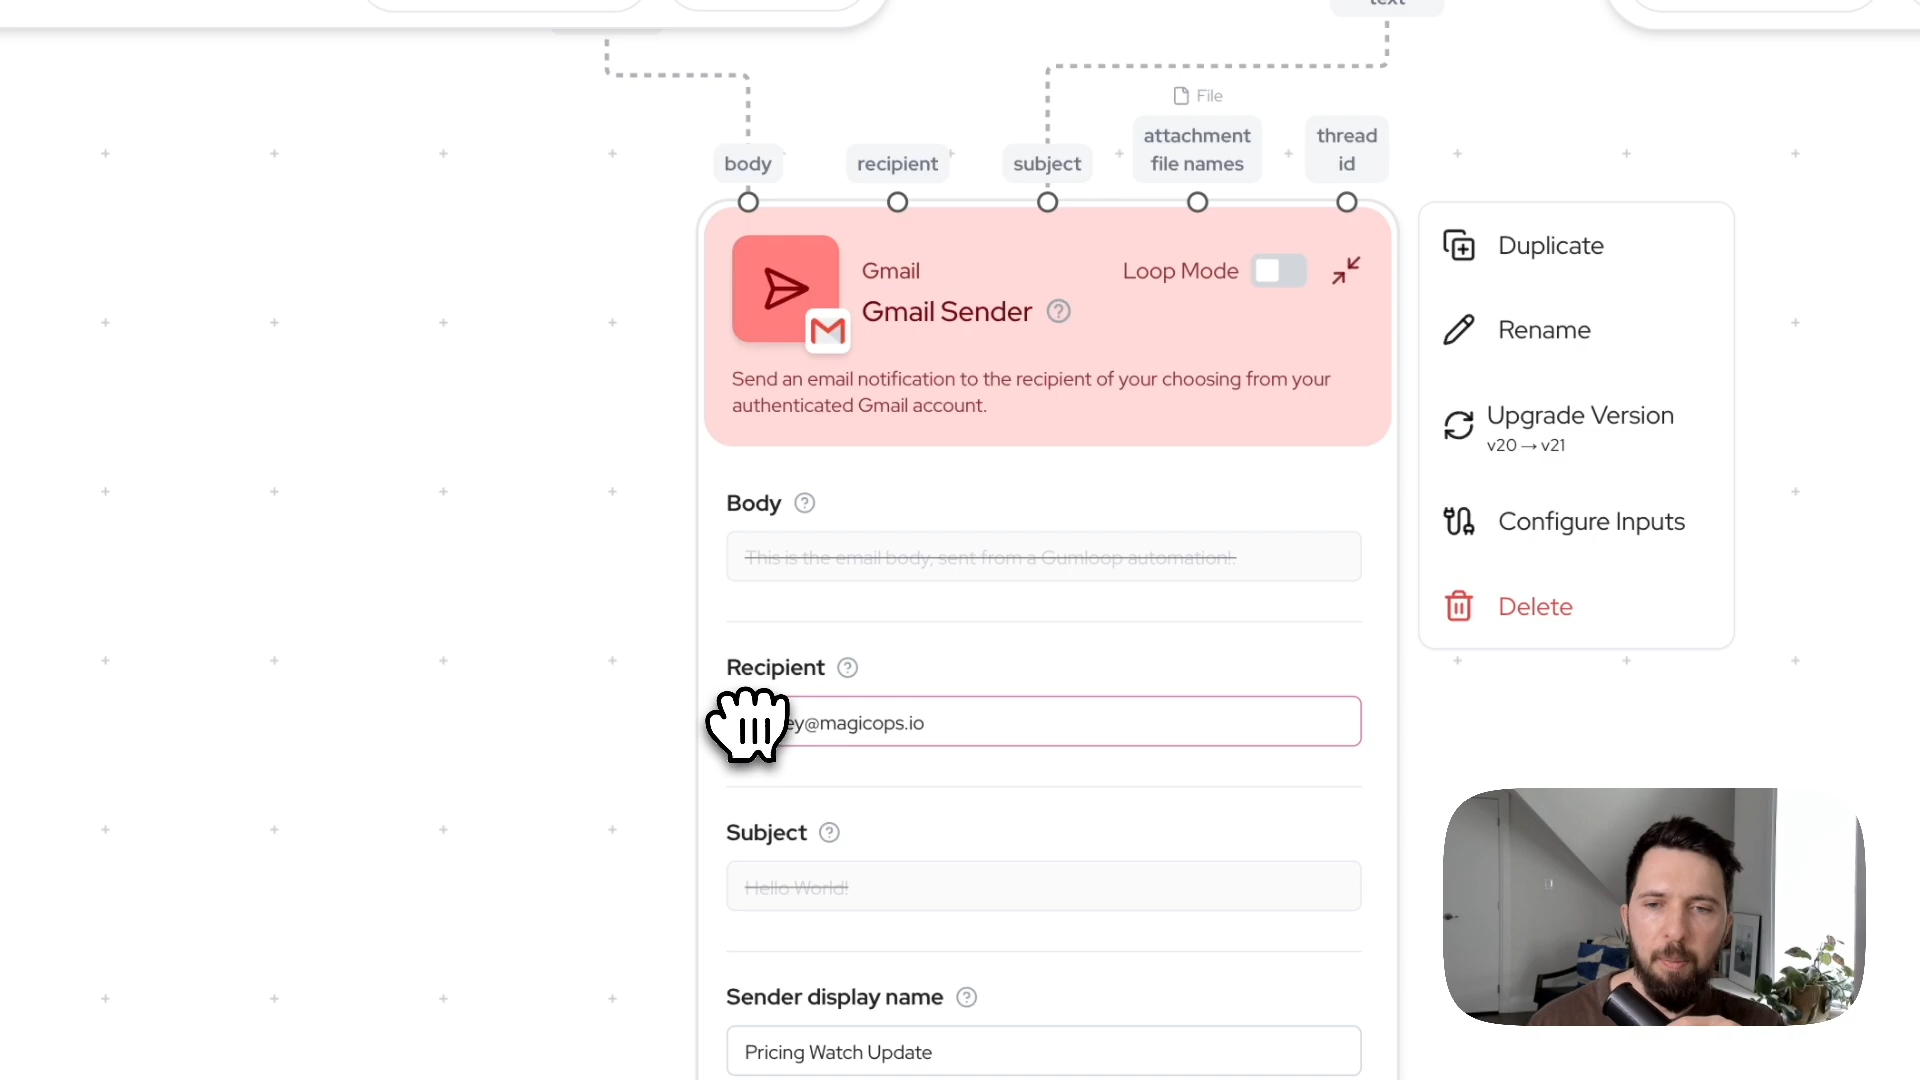 File
body
recipient
subject
attachment
file names
thread
id
Gmail
Loop Mode
Gmail Sender
Send an email notification to the recipient of your choosing from your
authenticated Gmail account.
Duplicate
Rename
Upgrade Version
v20 → v21
Configure Inputs
Delete
Body
This is the email body, sent from a Gumloop automation!.
Recipient
ey@magicops.io
Subject
Hello World!
Sender display name
Pricing Watch Update